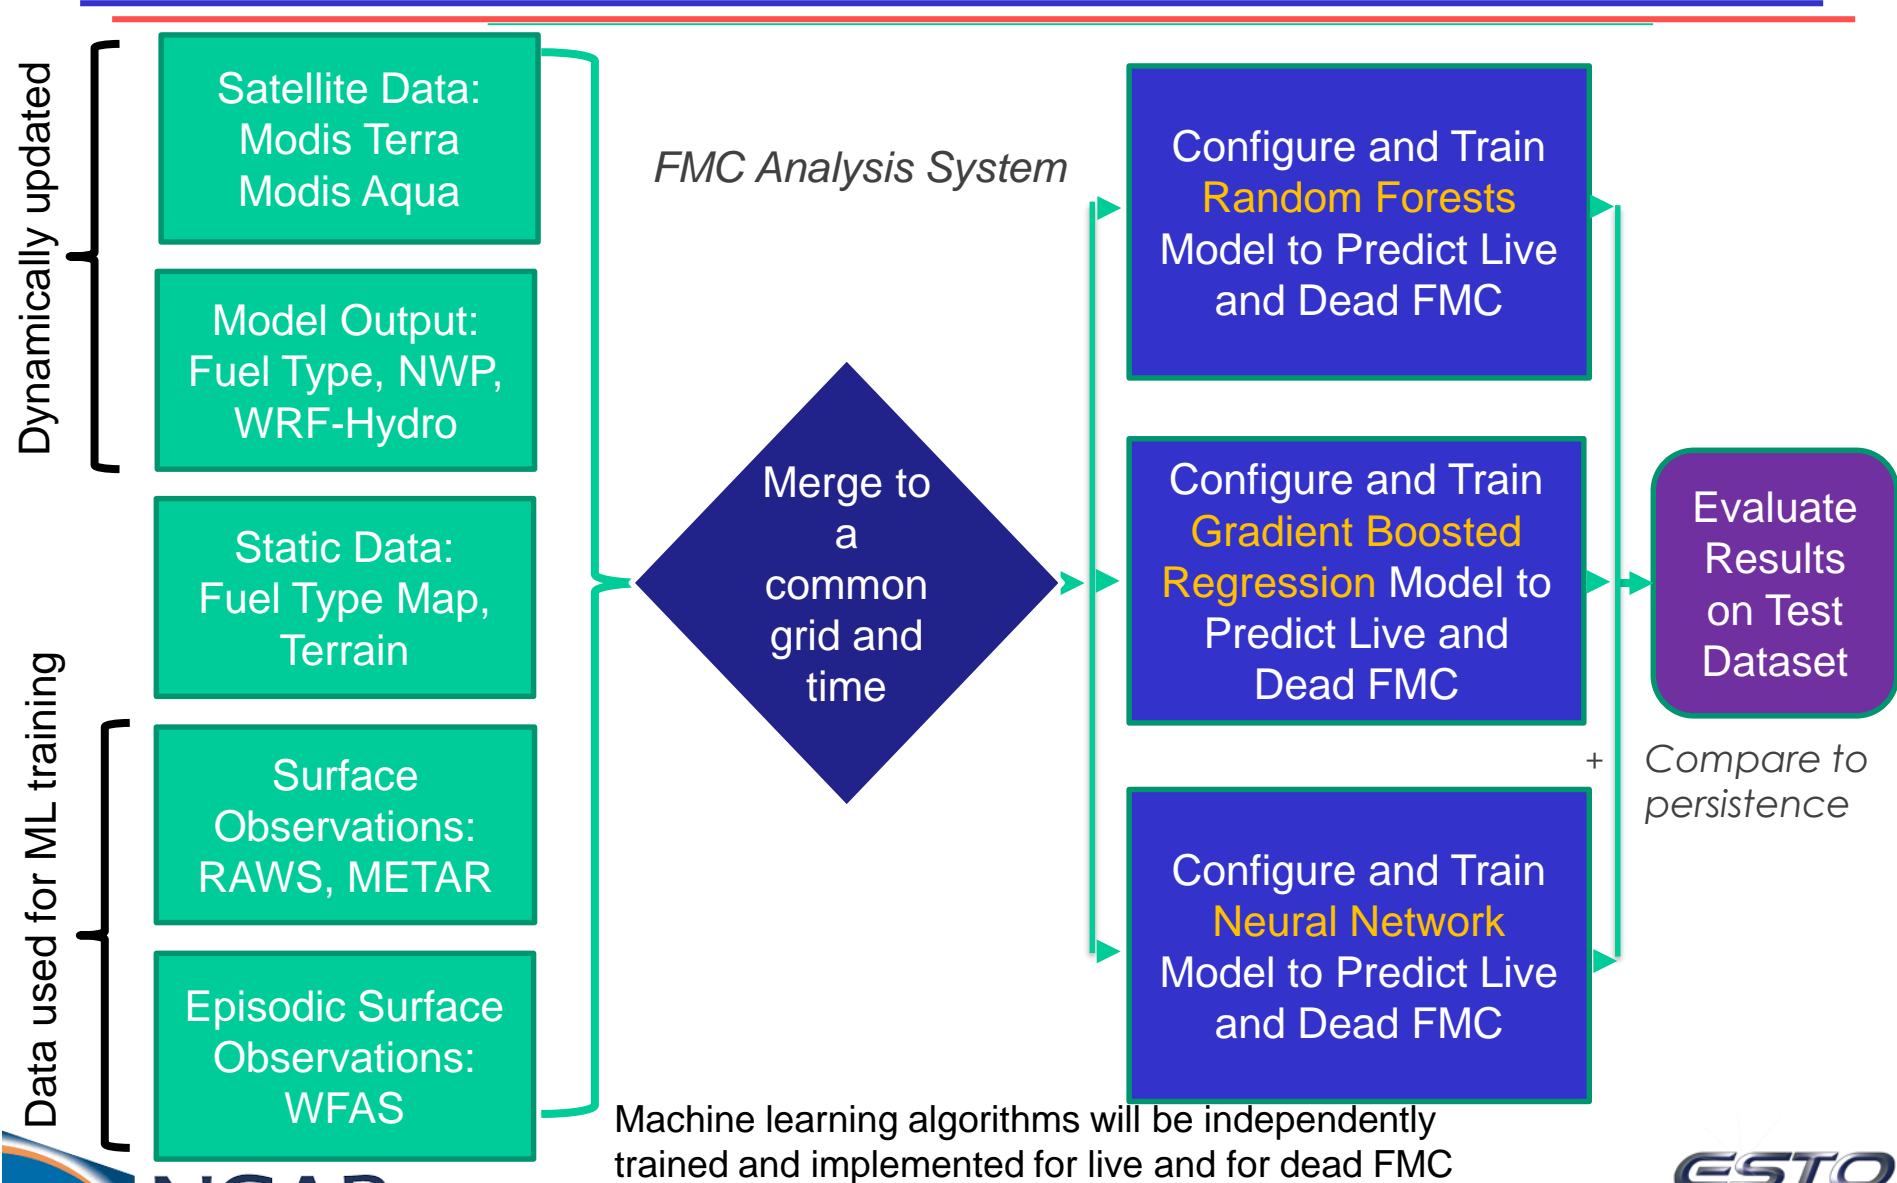 Dynamically updated
Satellite Data:
Modis Terra
Modis Aqua
Model Output:
Fuel Type, NWP,
WRF-Hydro
Static Data:
Fuel Type Map,
Terrain
Data used for ML training
Surface
Observations:
RAWS, METAR
Episodic Surface
Observations:
WFAS
FMC Analysis System
Merge to
a
common
grid and
time
Configure and Train
Random Forests
Model to Predict Live
and Dead FMC
Configure and Train
Gradient Boosted
Regression Model to
Predict Live and
Dead FMC
Configure and Train
Neural Network
Model to Predict Live
and Dead FMC
Evaluate
Results
on Test
Dataset
+ Compare to
persistence
Machine learning algorithms will be independently
trained and implemented for live and for dead FMC
NCAR
ESTO